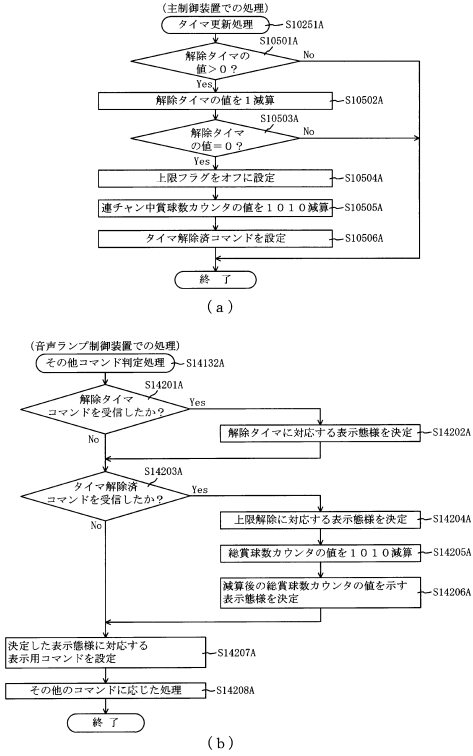 (主制御装置での処理)
タイマ更新処理
S10251A
S10501A
解除タイマの
値>0?
No
Yes
解除タイマの値を1減算
S10502A
S10503A
解除タイマ
の値=0?
No
Yes
上限フラグをオフに設定
S10504A
連チャン中賞球数カウンタの値を1010減算
S10505A
タイマ解除済コマンドを設定
S10506A
終了
(a)
(音声ランプ制御装置での処理)
その他コマンド判定処理
S14132A
S14201A
解除タイマ
コマンドを受信したか?
Yes
No
解除タイマに対応する表示態様を決定
S14202A
S14203A
タイマ解除済
コマンドを受信したか?
Yes
No
上限解除に対応する表示態様を決定
S14204A
総賞球数カウンタの値を1010減算
S14205A
減算後の総賞球数カウンタの値を示す
表示態様を決定
S14206A
決定した表示態様に対応する
表示用コマンドを設定
S14207A
その他のコマンドに応じた処理
S14208A
終了
(b)